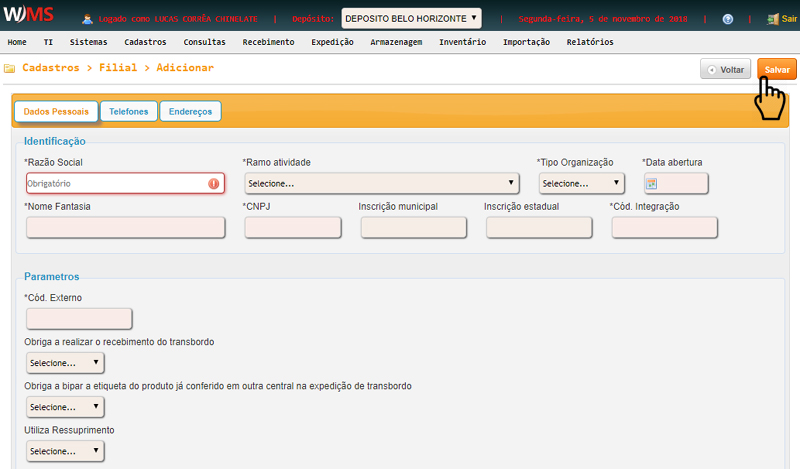 WMS Logado como LUCAS CORRÊA CHINELATE | Depósito: DEPOSITO BELO HORIZONTE | Segunda-feira, 5 de novembro de 2018 | Sair
Home TI Sistemas Cadastros Consultas Recebimento Expedição Armazenagem Inventário Importação Relatórios
Cadastros > Filial > Adicionar Voltar Salvar
Dados Pessoais Telefones Endereços
Identificação
*Razão Social *Ramo atividade *Tipo Organização *Data abertura
Obrigatório Selecione... Selecione...
*Nome Fantasia *CNPJ Inscrição municipal Inscrição estadual *Cód. Integração
Parametros
*Cód. Externo
Obriga a realizar o recebimento do transbordo
Selecione...
Obriga a bipar a etiqueta do produto já conferido em outra central na expedição de transbordo
Selecione...
Utiliza Ressuprimento
Selecione...